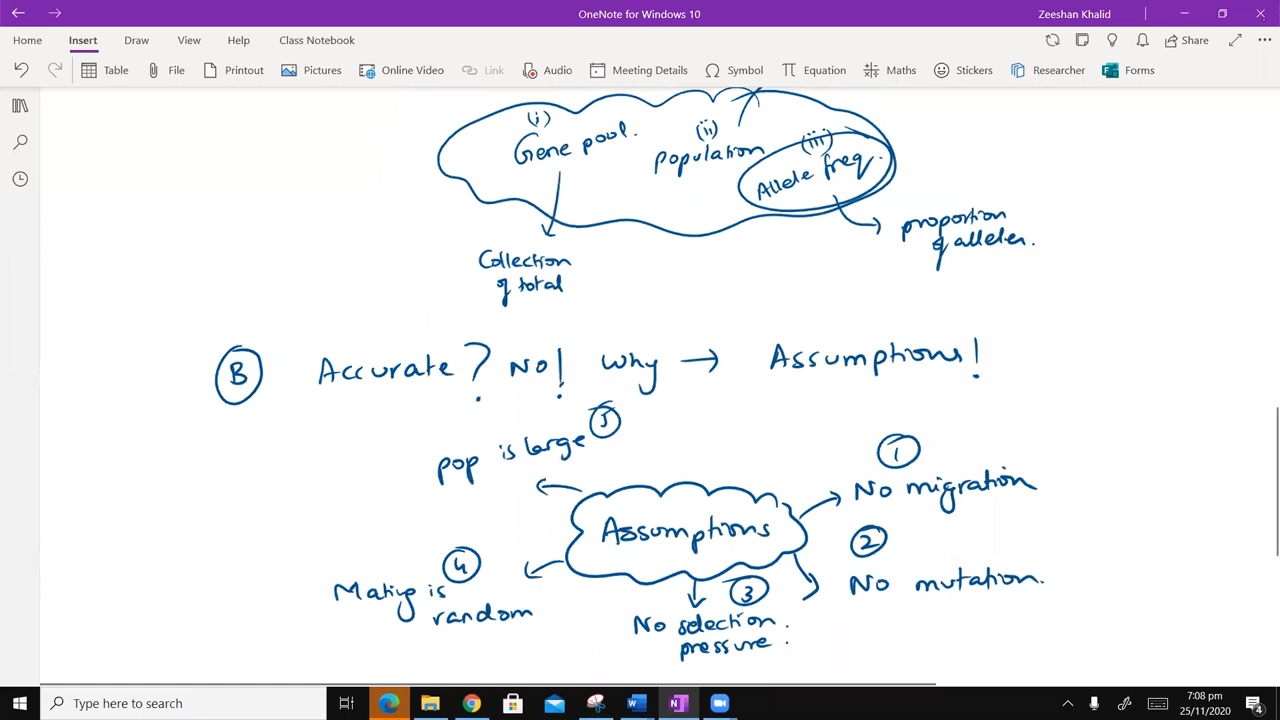 OneNote for Windows 10
Zeeshan Khalid
Home Insert Draw View Help Class Notebook
Share
Table File Printout Pictures Online Video Link Audio Meeting Details Symbol Equation Maths Stickers Researcher Forms
(i)
Gene pool.
(ii)
population
(iii)
Allele freq.
proportion
of alleles.
Collection
of total
B Accurate? No! Why → Assumptions!
pop is large 5
1
No migration
Assumptions
2
No mutation.
4
Mating is
random
3
No selection
pressure.
Type here to search
7:08 pm
25/11/2020
4